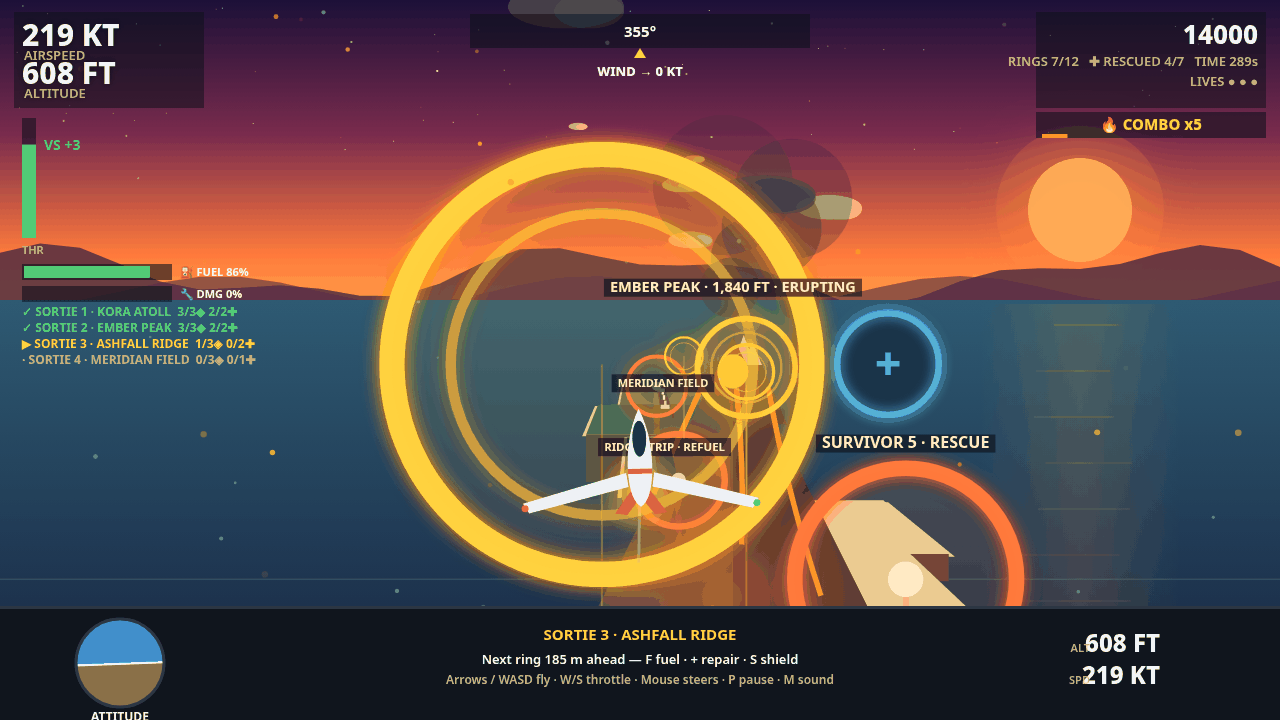 219 KT
AIRSPEED
608 FT
ALTITUDE
VS +3
THR
FUEL 86%
DMG 0%
✓ SORTIE 1 · KORA ATOLL 3/3◆ 2/2✚
✓ SORTIE 2 · EMBER PEAK 3/3◆ 2/2✚
▶ SORTIE 3 · ASHFALL RIDGE 1/3◆ 0/2✚
· SORTIE 4 · MERIDIAN FIELD 0/3◆ 0/1✚
355°
WIND → 0 KT
14000
RINGS 7/12 ✚ RESCUED 4/7 TIME 289s
LIVES ● ● ●
🔥 COMBO x5
EMBER PEAK · 1,840 FT · ERUPTING
MERIDIAN FIELD
STRIP · REFUEL
SURVIVOR 5 · RESCUE
SORTIE 3 · ASHFALL RIDGE
Next ring 185 m ahead — F fuel · + repair · S shield
Arrows / WASD fly · W/S throttle · Mouse steers · P pause · M sound
ATTITUDE
608 FT
219 KT